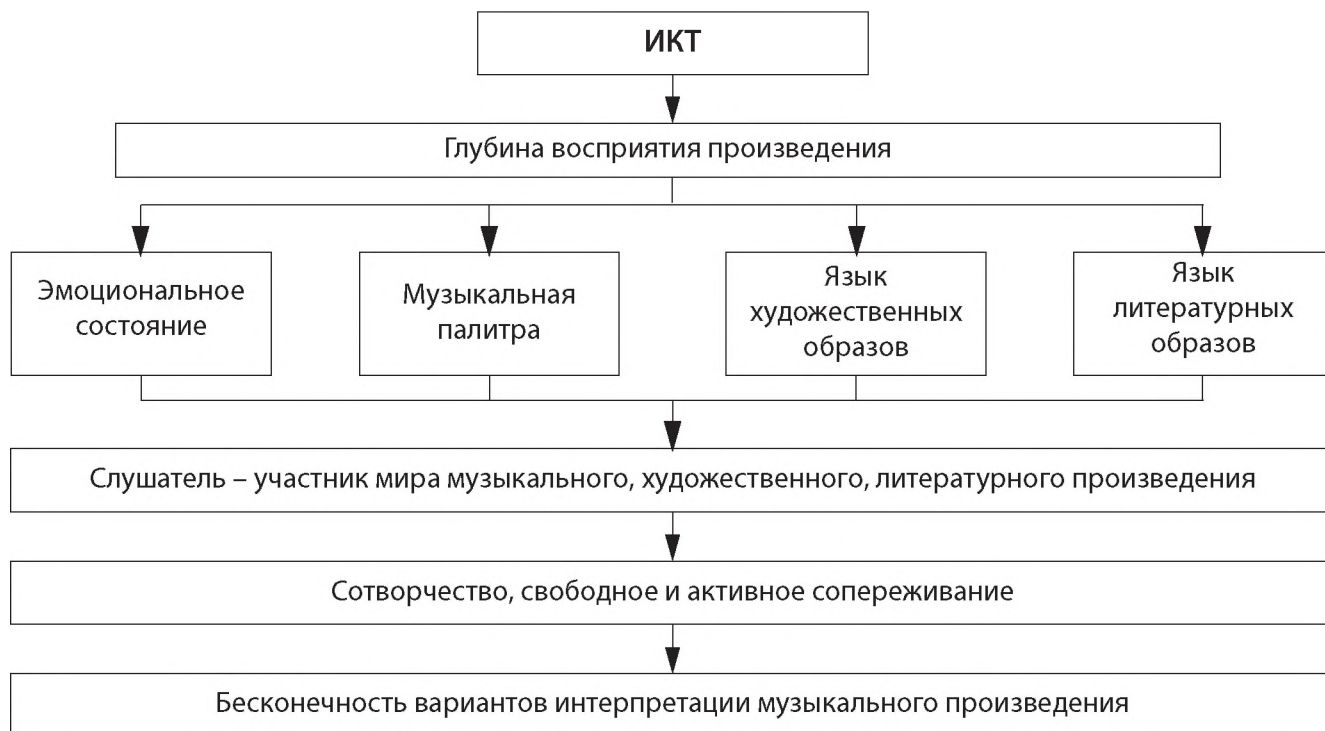 ИКТ
Глубина восприятия произведения
Эмоциональное
состояние
Музыкальная
палитра
Язык
художественных
образов
Язык
литературных
образов
Слушатель – участник мира музыкального, художественного, литературного произведения
Сотворчество, свободное и активное сопереживание
Бесконечность вариантов интерпретации музыкального произведения